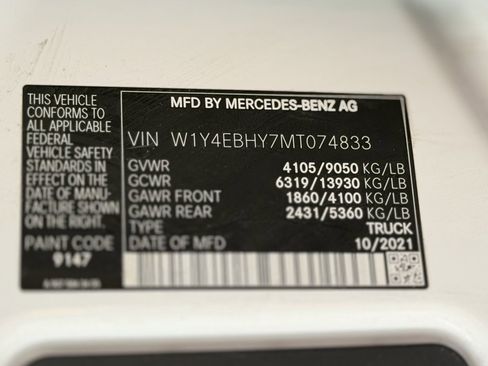 MFD BY MERCEDES-BENZ AG
THIS VEHICLE
CONFORMS TO
ALL APPLICABLE
FEDERAL
VEHICLE SAFETY
STANDARDS IN
EFFECT ON THE
DATE OF MANU-
FACTURE SHOWN.
PAINT CODE
9147
VIN W1Y4EBHY7MT074833
GVWR 4105/9050 KG/LB
GCWR 6319/13930 KG/LB
GAWR FRONT 1860/4100 KG/LB
GAWR REAR 2431/5360 KG/LB
TYPE TRUCK
DATE OF MFD 10/2021